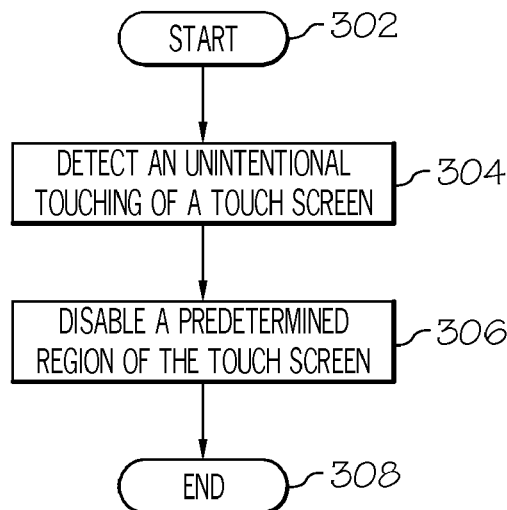 START
302
DETECT AN UNINTENTIONAL
TOUCHING OF A TOUCH SCREEN
304
DISABLE A PREDETERMINED
REGION OF THE TOUCH SCREEN
306
END
308